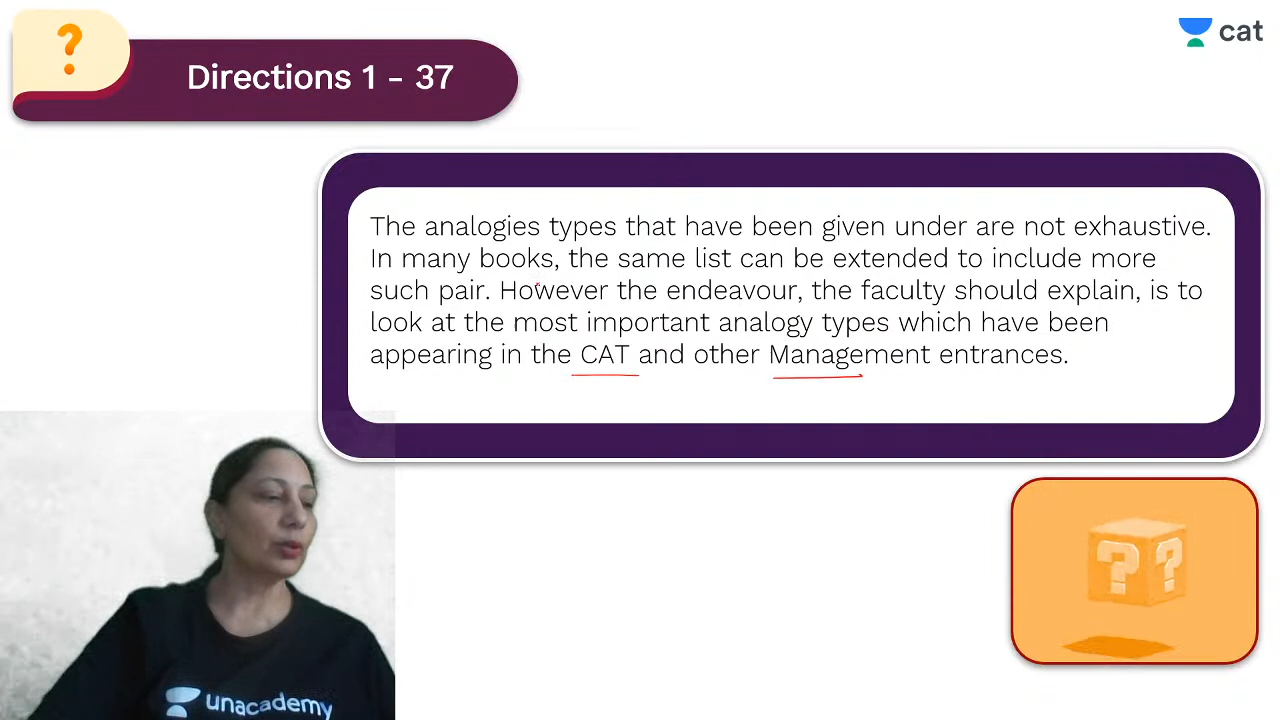 ?
Directions 1 - 37
cat
The analogies types that have been given under are not exhaustive.
In many books, the same list can be extended to include more
such pair. However the endeavour, the faculty should explain, is to
look at the most important analogy types which have been
appearing in the CAT and other Management entrances.
? ?
unacademy